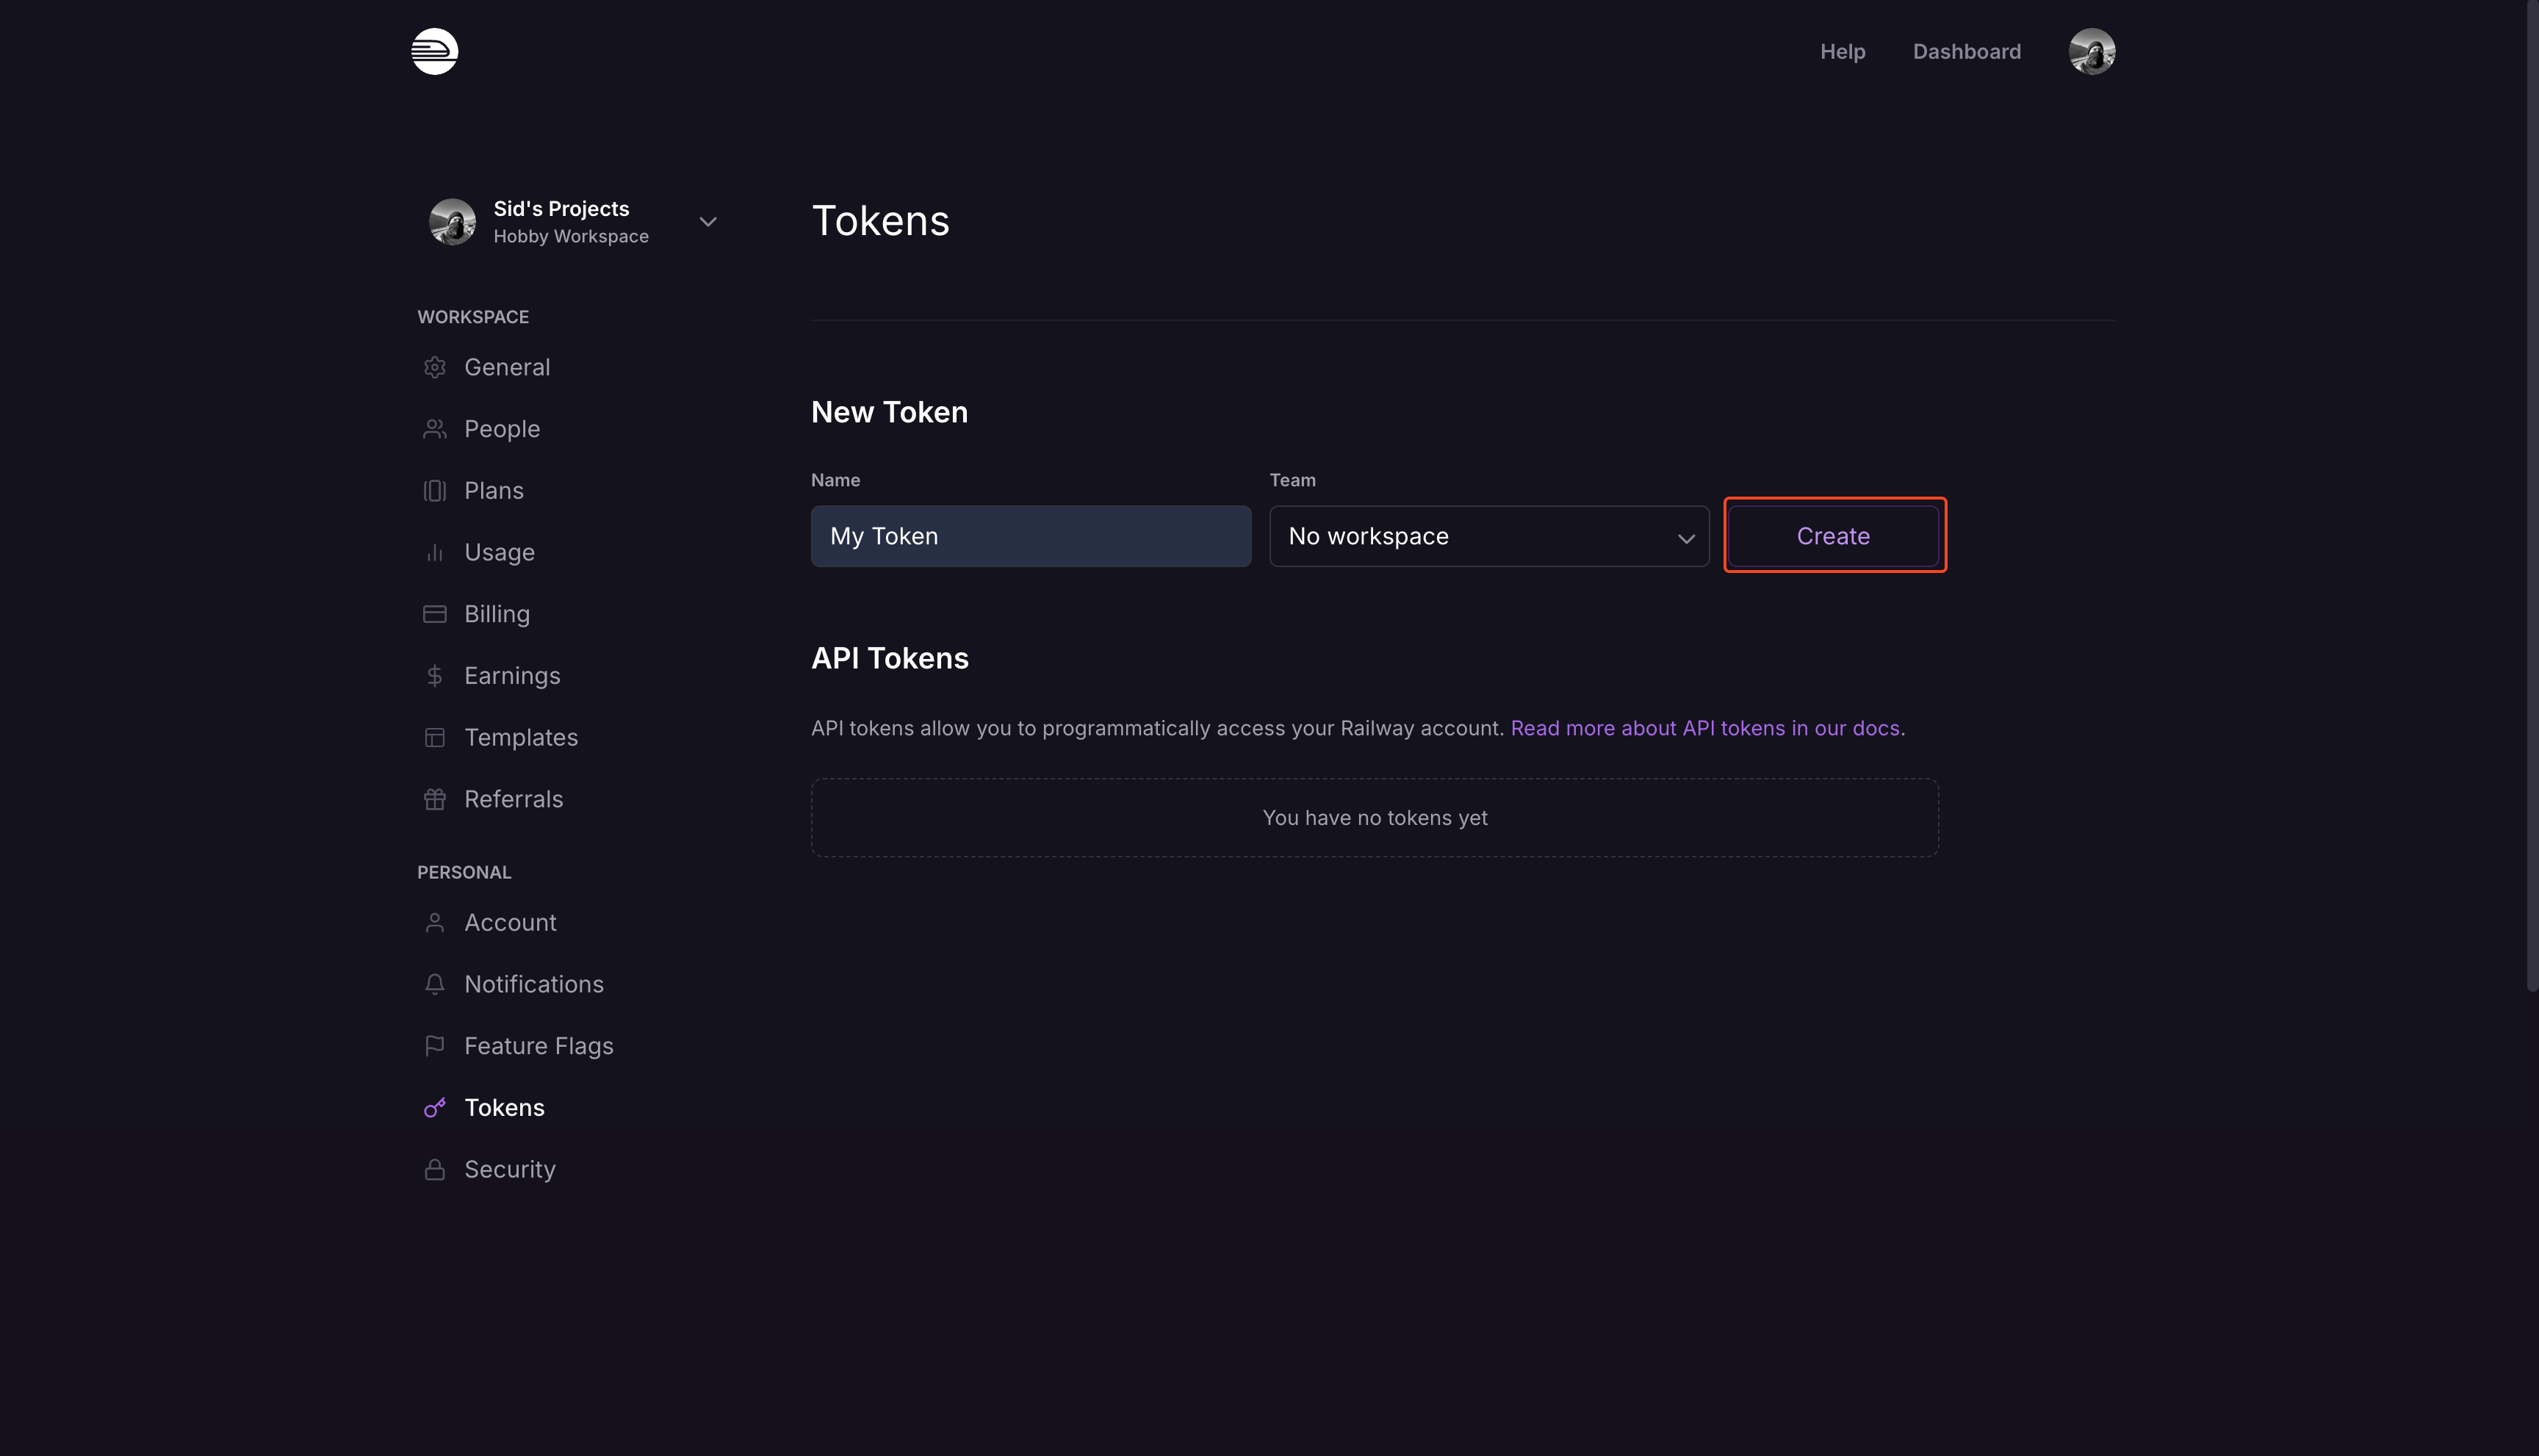 Help
Dashboard
Sid's Projects
Hobby Workspace
WORKSPACE
General
People
Plans
Usage
Billing
Earnings
Templates
Referrals
PERSONAL
Account
Notifications
Feature Flags
Tokens
Security
Tokens
New Token
Name
Team
My Token
No workspace
Create
API Tokens
API tokens allow you to programmatically access your Railway account. Read more about API tokens in our docs.
You have no tokens yet